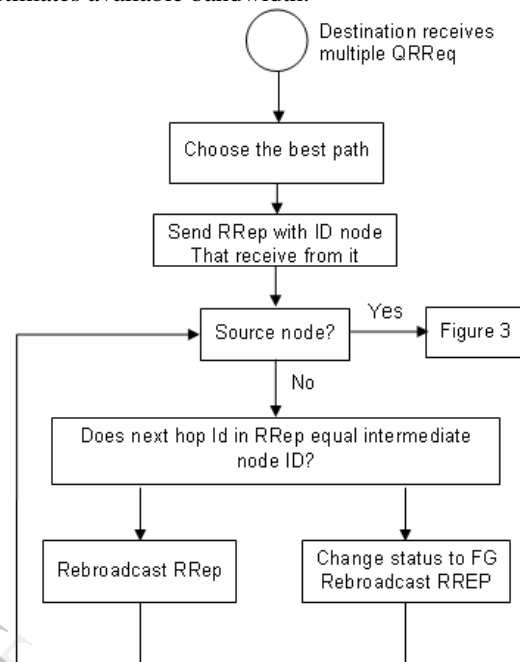 Destination receives
multiple QRReq
Choose the best path
Send RRep with ID node
That receive from it
Source node?
Yes
Figure 3
No
Does next hop Id in RRep equal intermediate
node ID?
Rebroadcast RRep
Change status to FG
Rebroadcast RREP